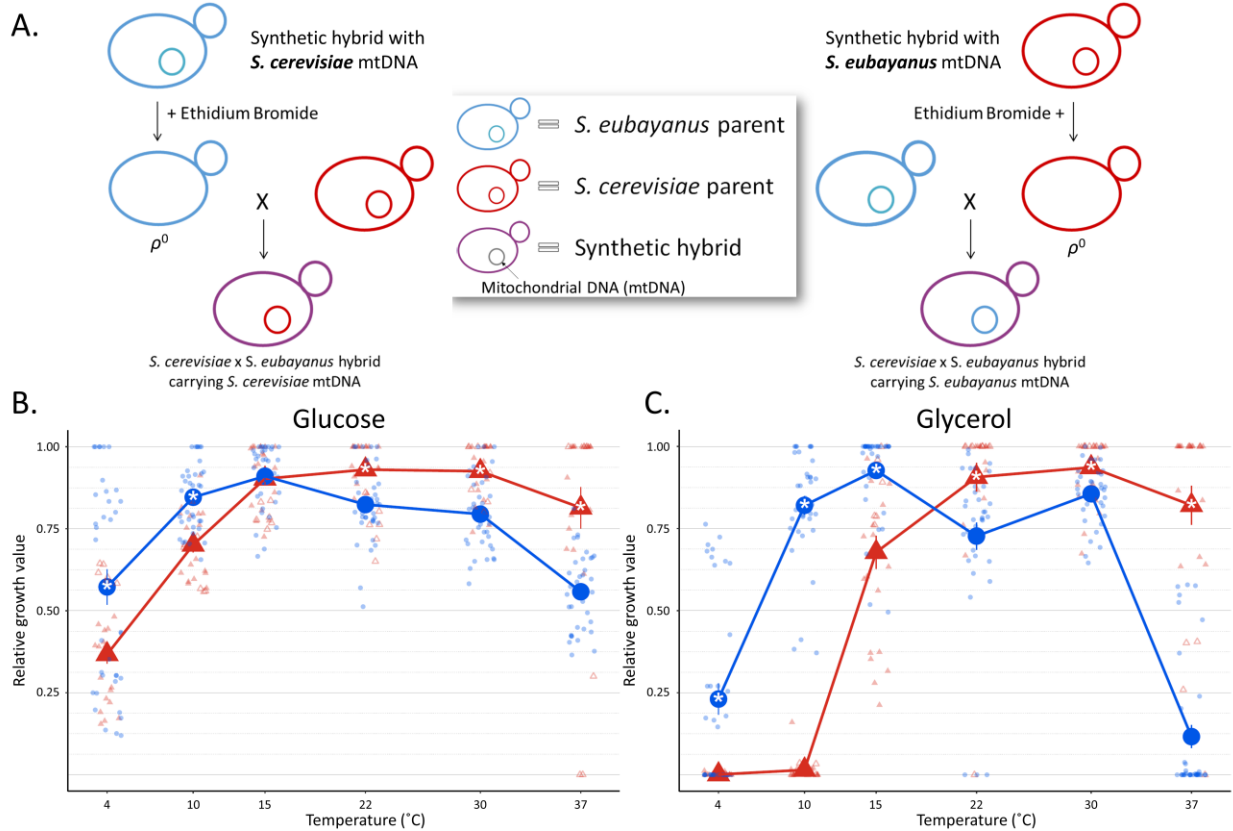 A.
Synthetic hybrid with
S. cerevisiae mtDNA
+ Ethidium Bromide
X
ρ⁰
S. cerevisiae x S. eubayanus hybrid
carrying S. cerevisiae mtDNA
= S. eubayanus parent
= S. cerevisiae parent
= Synthetic hybrid
Mitochondrial DNA (mtDNA)
Synthetic hybrid with
S. eubayanus mtDNA
Ethidium Bromide +
X
ρ⁰
S. cerevisiae x S. eubayanus hybrid
carrying S. eubayanus mtDNA
B.
Glucose
Relative growth value
1.00
0.75
0.50
0.25
4 10 15 22 30 37
Temperature (˚C)
C.
Glycerol
Relative growth value
1.00
0.75
0.50
0.25
4 10 15 22 30 37
Temperature (˚C)